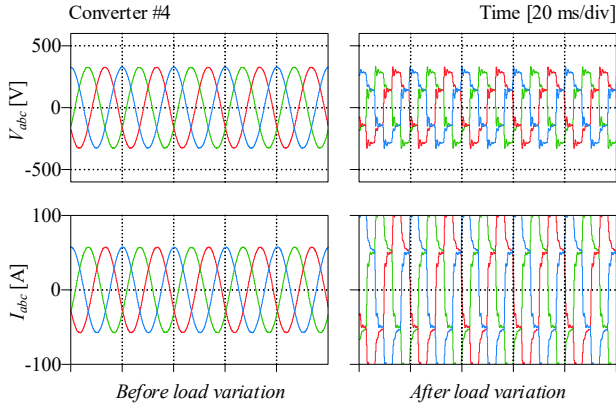 Converter #4
Time [20 ms/div]
500
0
-500
V_abc [V]
100
0
-100
I_abc [A]
Before load variation
After load variation